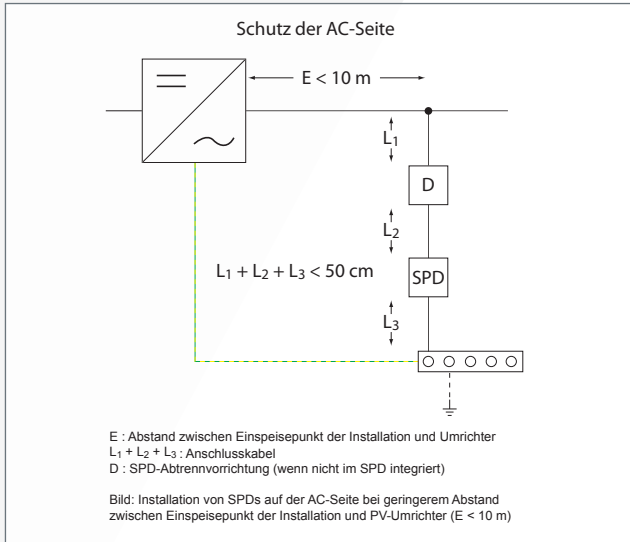 Schutz der AC-Seite
E < 10 m
L₁
D
L₂
L₁ + L₂ + L₃ < 50 cm
SPD
L₃
E : Abstand zwischen Einspeisepunkt der Installation und Umrichter
L₁ + L₂ + L₃ : Anschlusskabel
D : SPD-Abtrennvorrichtung (wenn nicht im SPD integriert)
Bild: Installation von SPDs auf der AC-Seite bei geringerem Abstand
zwischen Einspeisepunkt der Installation und PV-Umrichter (E < 10 m)